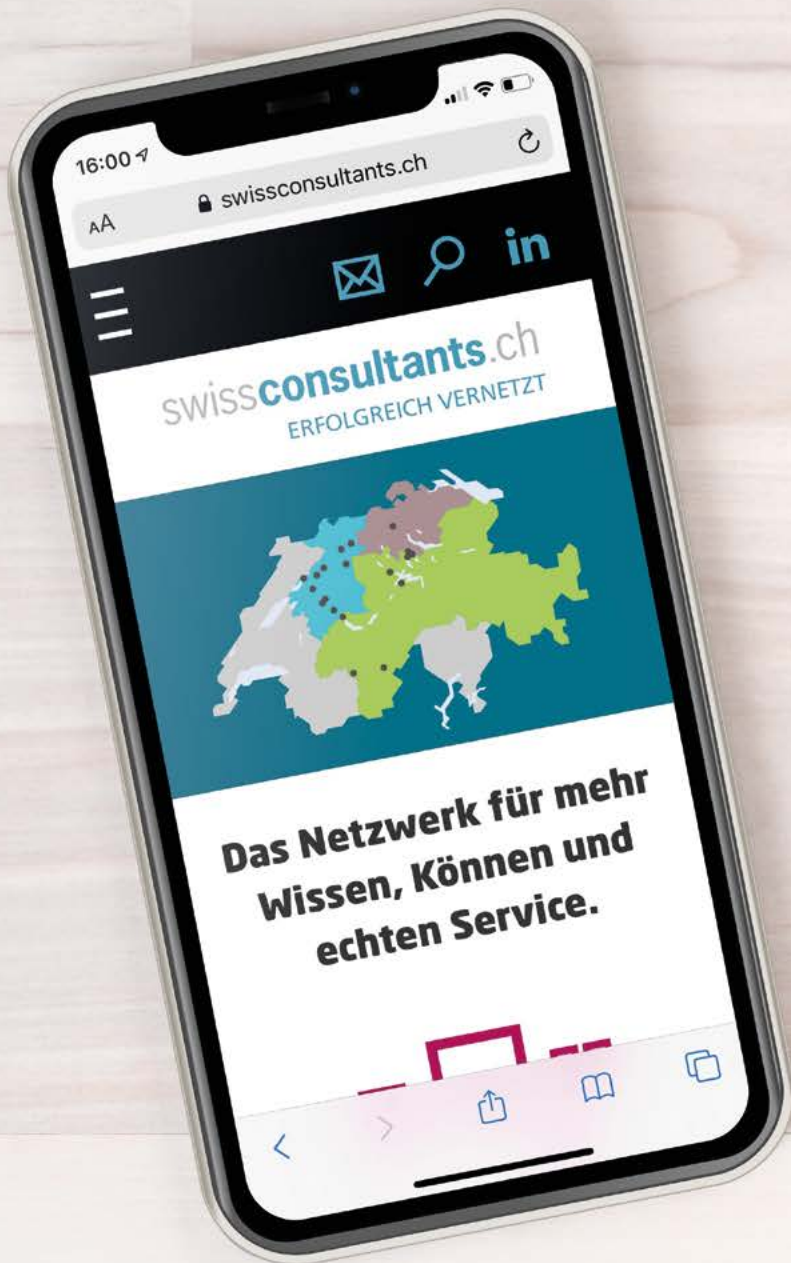 16:00
AA swissconsultants.ch
in
swissconsultants.ch
ERFOLGREICH VERNETZT
Das Netzwerk für mehr
Wissen, Können und
echten Service.